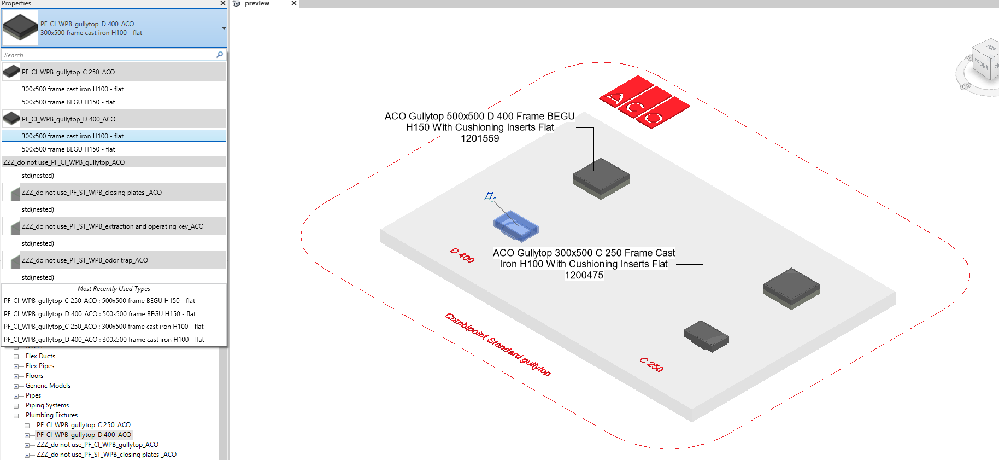 Properties
preview
PF_CI_WPB_gullytop_D 400_ACO
300x500 frame cast iron H100 - flat
Search
PF_CI_WPB_gullytop_C 250_ACO
300x500 frame cast iron H100 - flat
500x500 frame BEGU H150 - flat
PF_CI_WPB_gullytop_D 400_ACO
300x500 frame cast iron H100 - flat
500x500 frame BEGU H150 - flat
ZZZ_do not use_PF_CI_WPB_gullytop_ACO
std(nested)
ZZZ_do not use_PF_ST_WPB_closing plates _ACO
std(nested)
ZZZ_do not use_PF_ST_WPB_extraction and operating key_ACO
std(nested)
ZZZ_do not use_PF_ST_WPB_odor trap_ACO
std(nested)
Most Recently Used Types
PF_CI_WPB_gullytop_C 250_ACO : 500x500 frame BEGU H150 - flat
PF_CI_WPB_gullytop_D 400_ACO : 500x500 frame BEGU H150 - flat
PF_CI_WPB_gullytop_C 250_ACO : 300x500 frame cast iron H100 - flat
PF_CI_WPB_gullytop_D 400_ACO : 300x500 frame cast iron H100 - flat
Ducts
Flex Ducts
Flex Pipes
Floors
Generic Models
Pipes
Piping Systems
Plumbing Fixtures
PF_CI_WPB_gullytop_C 250_ACO
PF_CI_WPB_gullytop_D 400_ACO
ZZZ_do not use_PF_CI_WPB_gullytop_ACO
ZZZ_do not use_PF_ST_WPB_closing plates _ACO
ACO
ACO Gullytop 500x500 D 400 Frame BEGU
H150 With Cushioning Inserts Flat
1201559
D 400
ACO Gullytop 300x500 C 250 Frame Cast
Iron H100 With Cushioning Inserts Flat
1200475
Combipoint Standard gullytop
C 250
TOP
FRONT
S